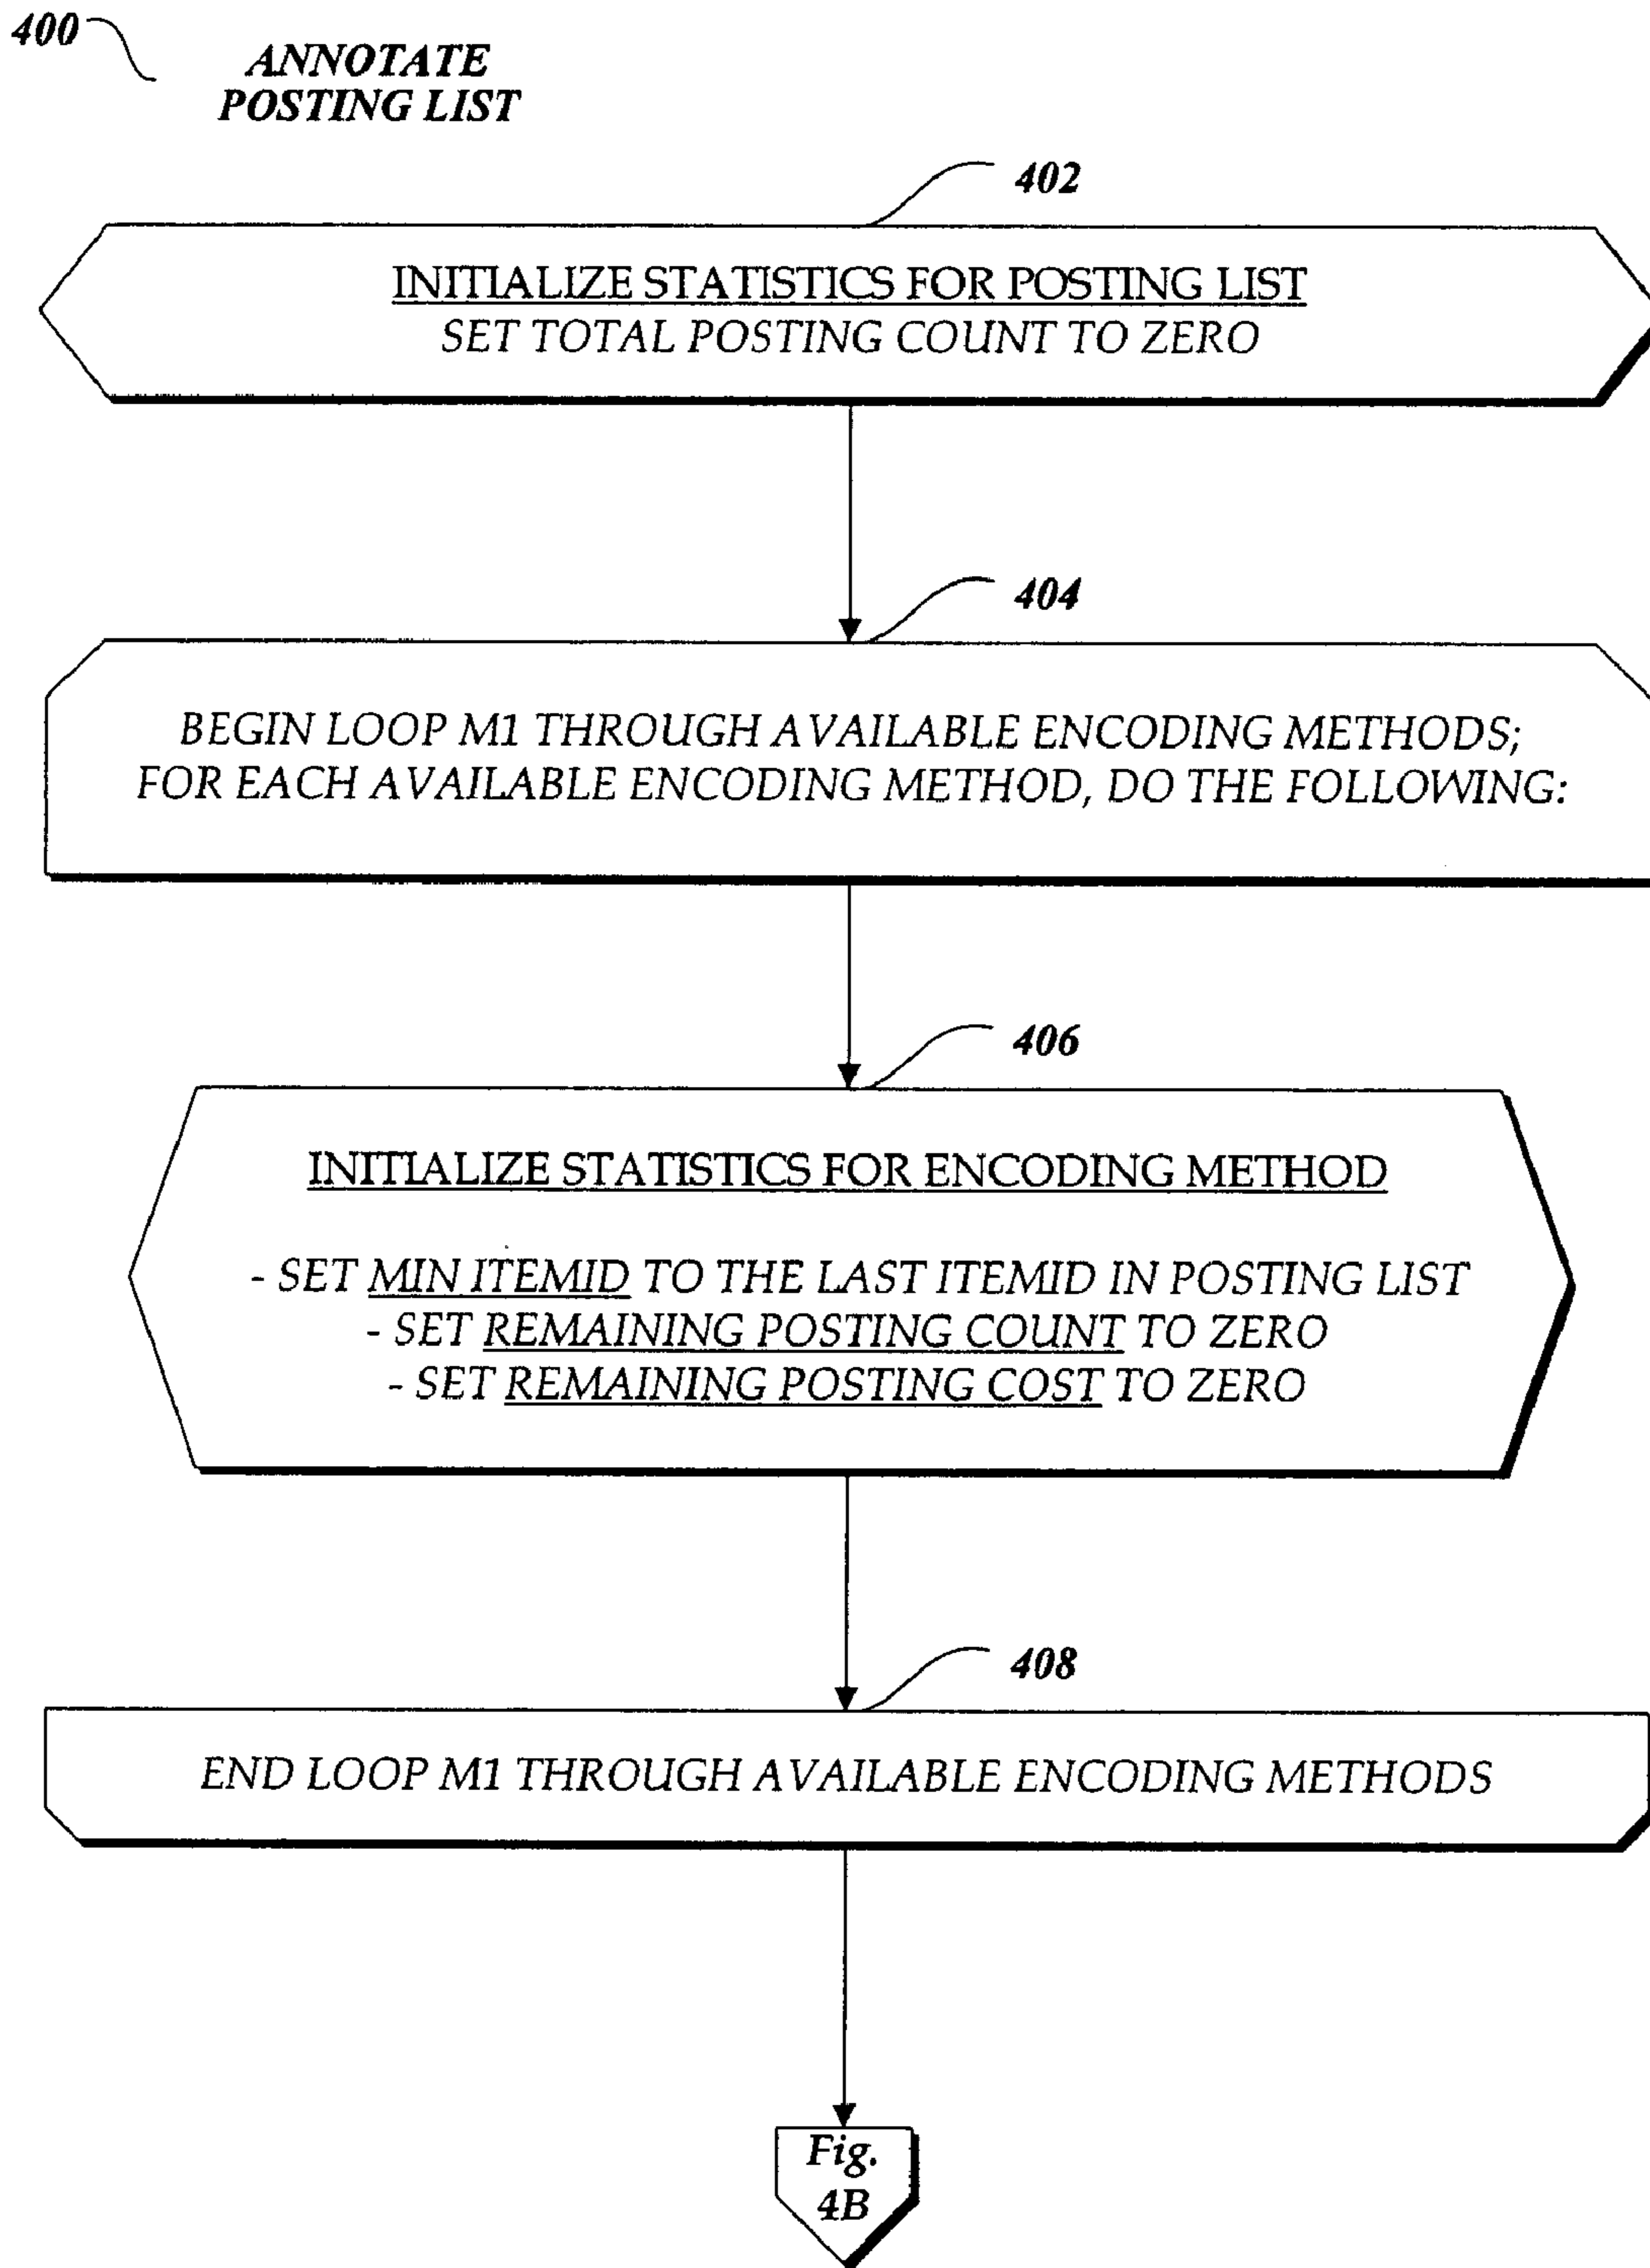 400
ANNOTATE
POSTING LIST
402
INITIALIZE STATISTICS FOR POSTING LIST
SET TOTAL POSTING COUNT TO ZERO
404
BEGIN LOOP M1 THROUGH AVAILABLE ENCODING METHODS;
FOR EACH AVAILABLE ENCODING METHOD, DO THE FOLLOWING:
406
INITIALIZE STATISTICS FOR ENCODING METHOD
- SET MIN ITEMID TO THE LAST ITEMID IN POSTING LIST
- SET REMAINING POSTING COUNT TO ZERO
- SET REMAINING POSTING COST TO ZERO
408
END LOOP M1 THROUGH AVAILABLE ENCODING METHODS
Fig.
4B